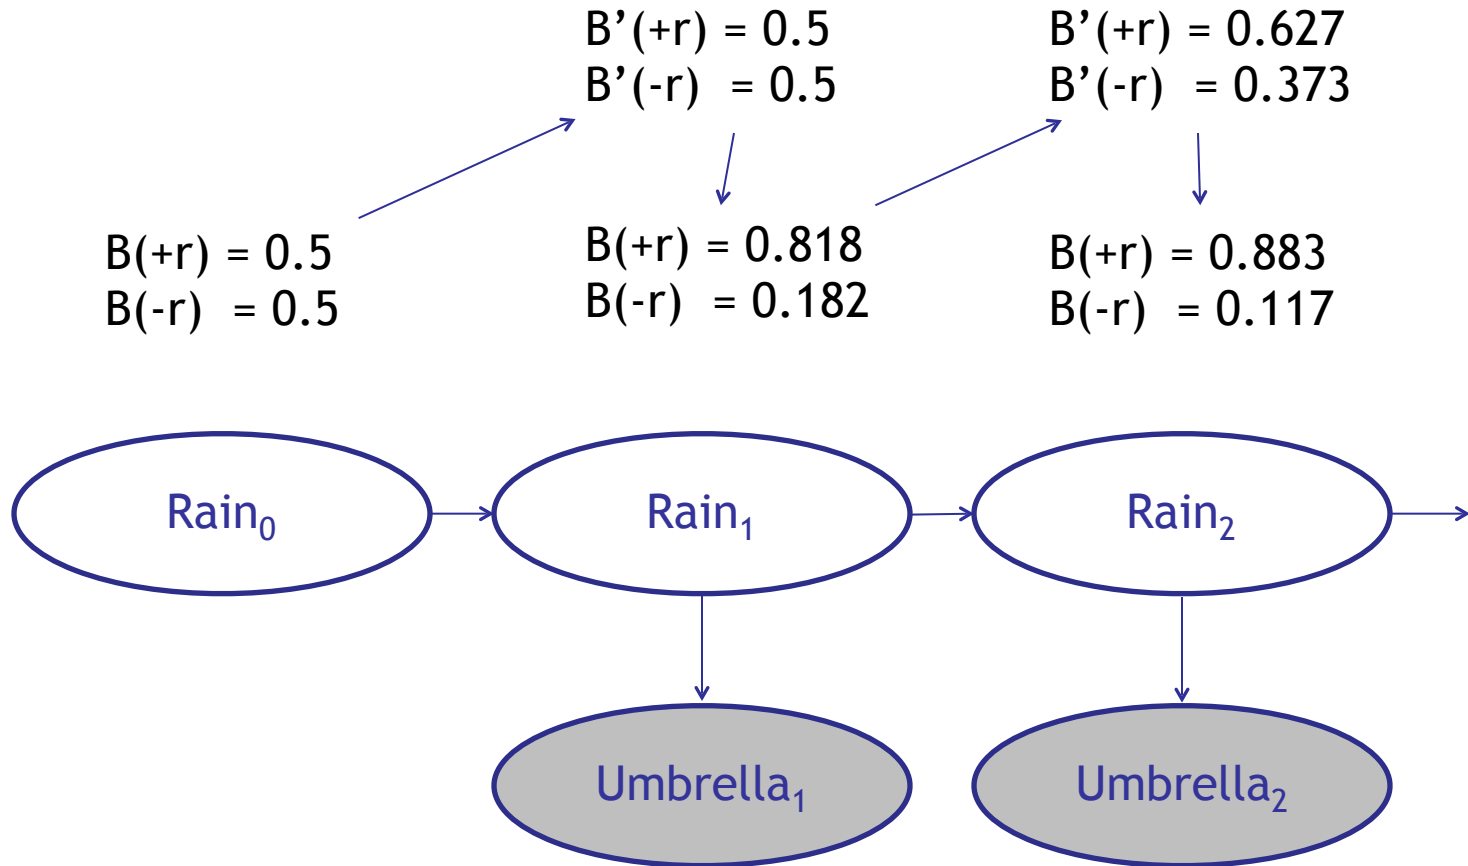 B’(+r) = 0.5
B’(-r) = 0.5
B’(+r) = 0.627
B’(-r) = 0.373
B(+r) = 0.5
B(-r) = 0.5
B(+r) = 0.818
B(-r) = 0.182
B(+r) = 0.883
B(-r) = 0.117
Rain₀
Rain₁
Rain₂
Umbrella₁
Umbrella₂